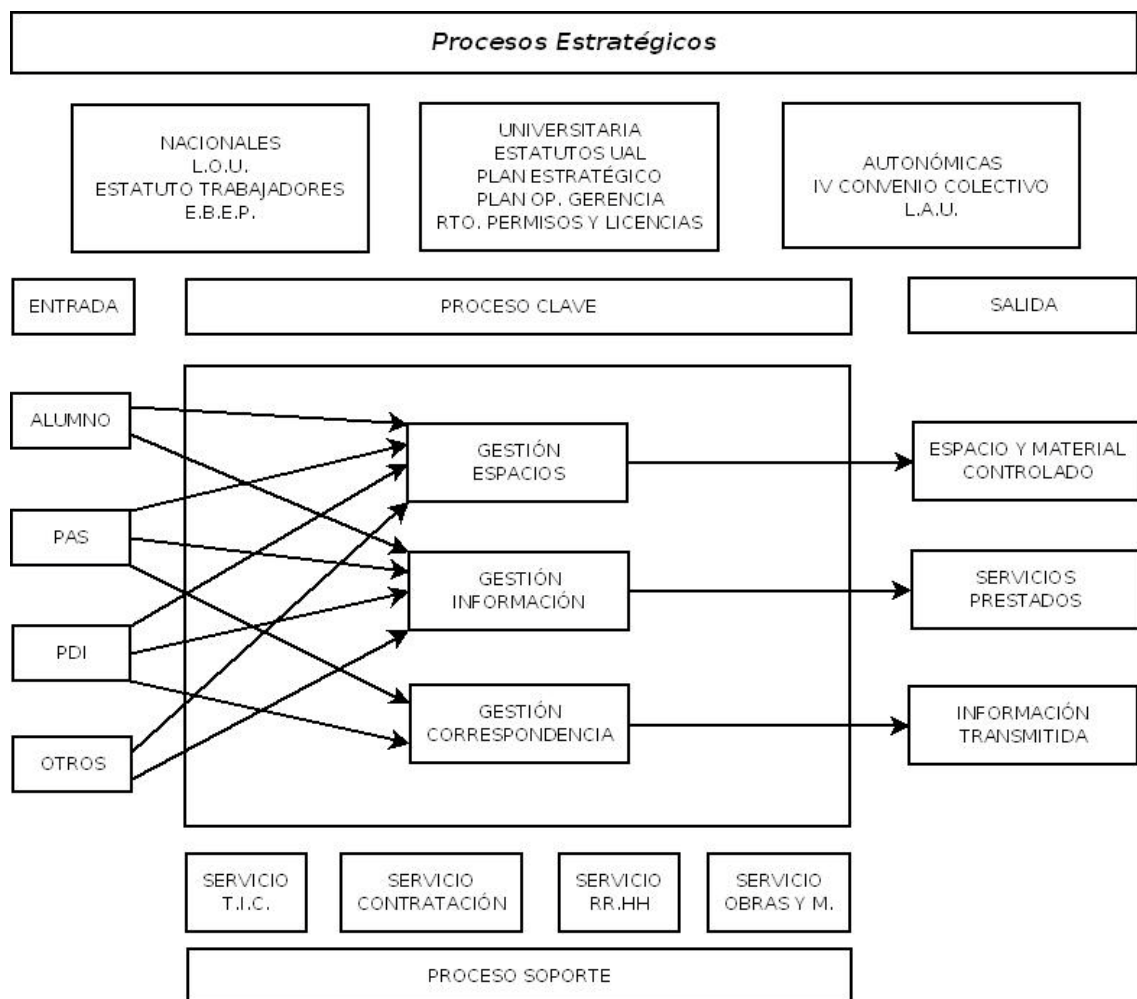 Procesos Estratégicos
NACIONALES
L.O.U.
ESTATUTO TRABAJADORES
E.B.E.P.
UNIVERSITARIA
ESTATUTOS UAL
PLAN ESTRATÉGICO
PLAN OP. GERENCIA
RTO. PERMISOS Y LICENCIAS
AUTONÓMICAS
IV CONVENIO COLECTIVO
L.A.U.
ENTRADA
PROCESO CLAVE
SALIDA
ALUMNO
PAS
PDI
OTROS
GESTIÓN
ESPACIOS
GESTIÓN
INFORMACIÓN
GESTIÓN
CORRESPONDENCIA
ESPACIO Y MATERIAL
CONTROLADO
SERVICIOS
PRESTADOS
INFORMACIÓN
TRANSMITIDA
SERVICIO
T.I.C.
SERVICIO
CONTRATACIÓN
SERVICIO
RR.HH
SERVICIO
OBRAS Y M.
PROCESO SOPORTE